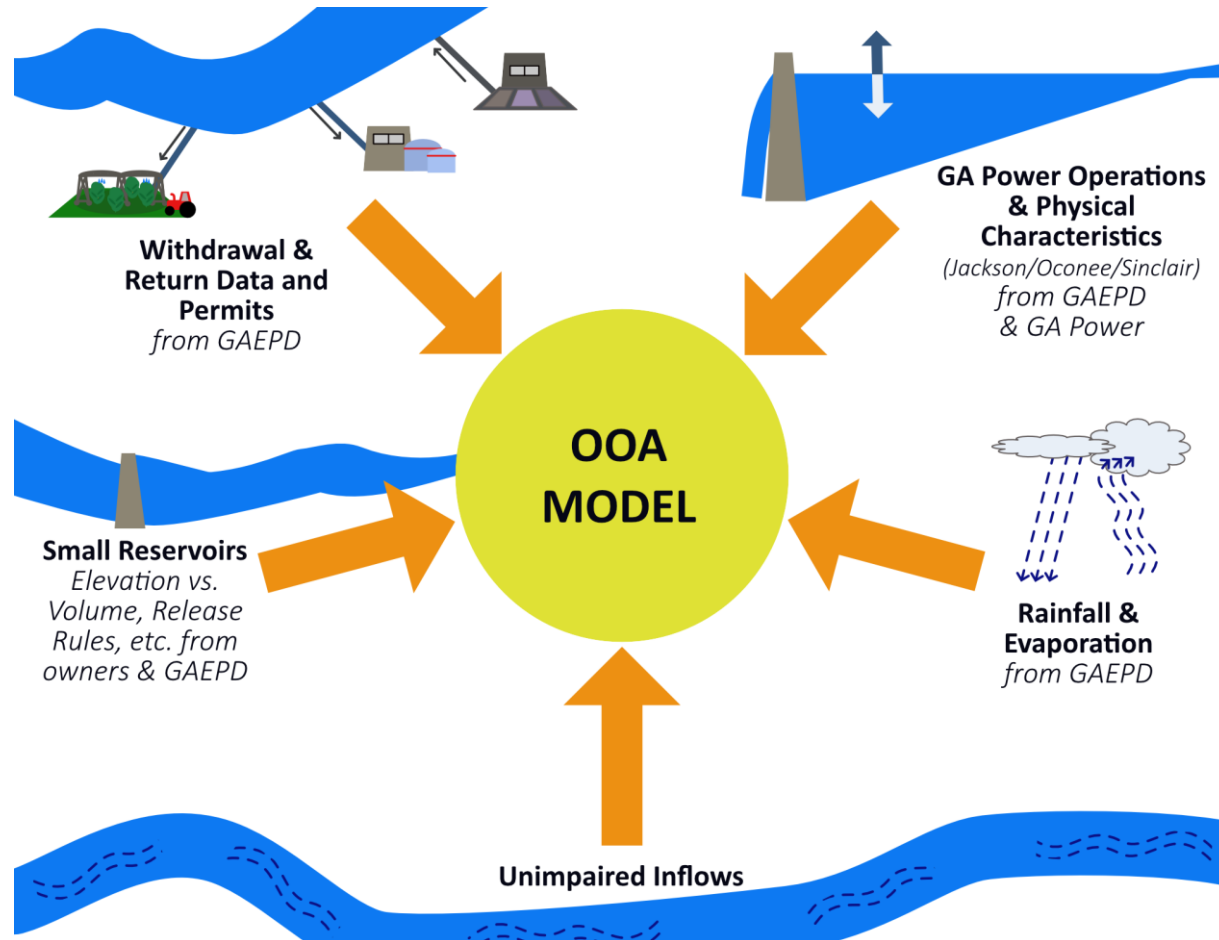 Withdrawal &
Return Data and
Permits
from GAEPD
GA Power Operations
& Physical
Characteristics
(Jackson/Oconee/Sinclair)
from GAEPD
& GA Power
OOA
MODEL
Small Reservoirs
Elevation vs.
Volume, Release
Rules, etc. from
owners & GAEPD
Rainfall &
Evaporation
from GAEPD
Unimpaired Inflows